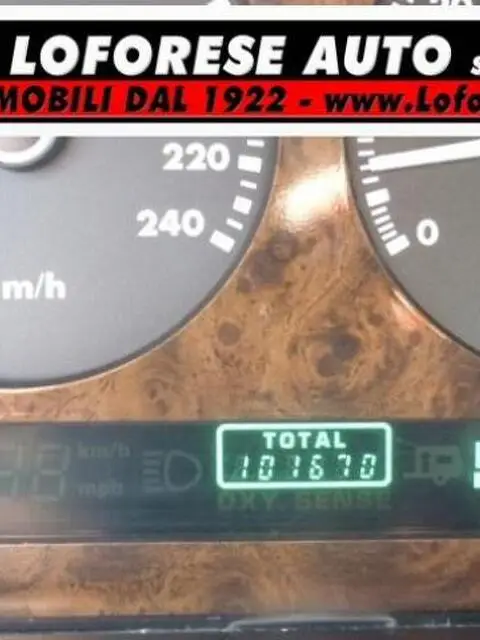 LOFORESE AUTO s
MOBILI DAL 1922 - www.Lofo
220
240
m/h
0
km/h
mph
TOTAL
101670
OXY. SENSE